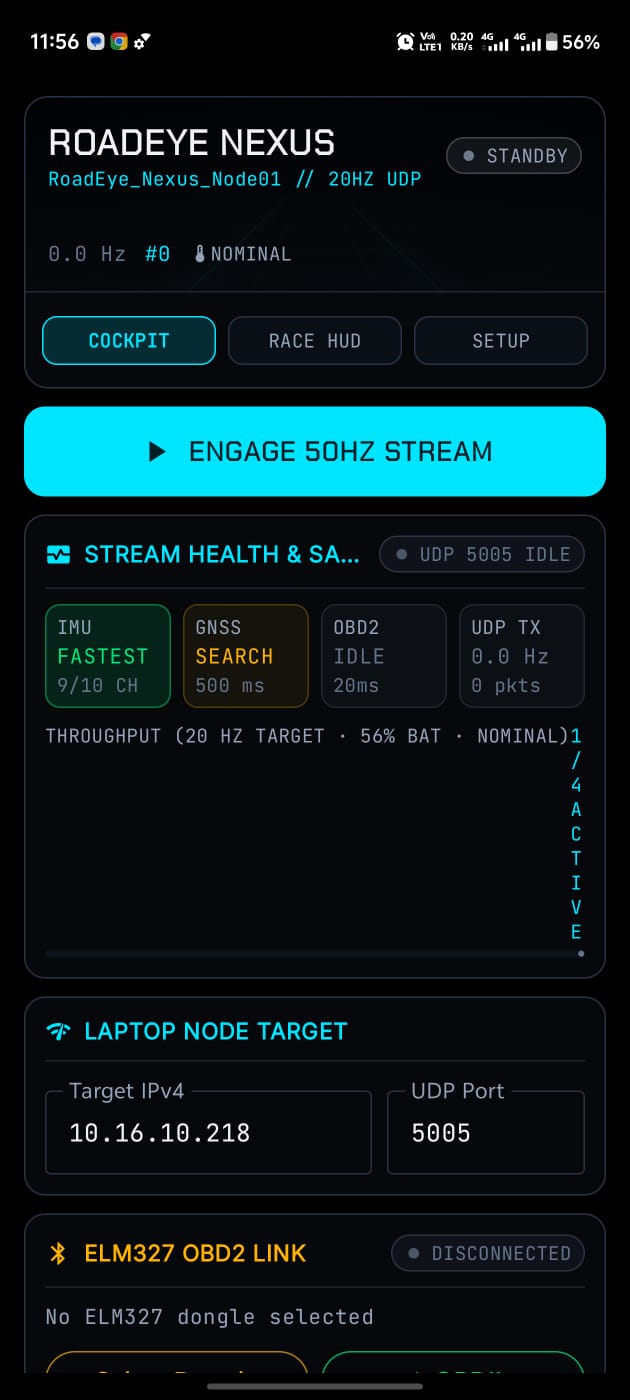 11:56
Vo)) LTE1 0.20 KB/s 4G 4G 56%
ROADEYE NEXUS
STANDBY
RoadEye_Nexus_Node01 // 20HZ UDP
0.0 Hz #0 NOMINAL
COCKPIT RACE HUD SETUP
ENGAGE 50HZ STREAM
STREAM HEALTH & SA... UDP 5005 IDLE
IMU GNSS OBD2 UDP TX
FASTEST SEARCH IDLE 0.0 Hz
9/10 CH 500 ms 20ms 0 pkts
THROUGHPUT (20 HZ TARGET · 56% BAT · NOMINAL) 1
/
4
A
C
T
I
V
E
LAPTOP NODE TARGET
Target IPv4 UDP Port
10.16.10.218 5005
ELM327 OBD2 LINK DISCONNECTED
No ELM327 dongle selected